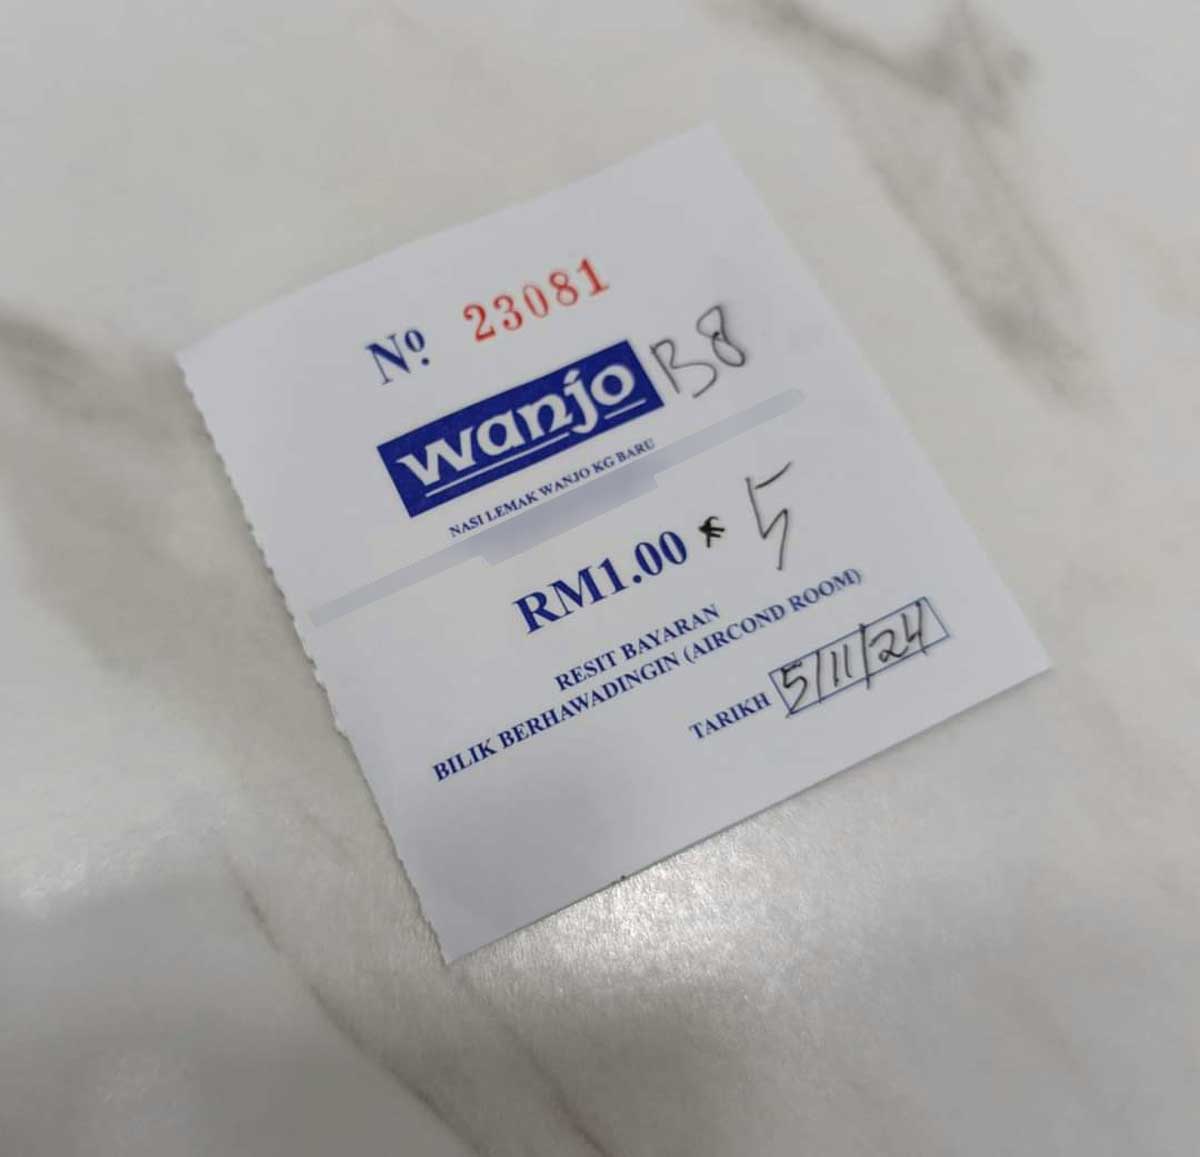 Nº. 23081
wanjo B8
NASI LEMAK WANJO KG BARU
RM1.00 * 5
RESIT BAYARAN
BILIK BERHAWADINGIN (AIRCOND ROOM)
TARIKH 5/11/24